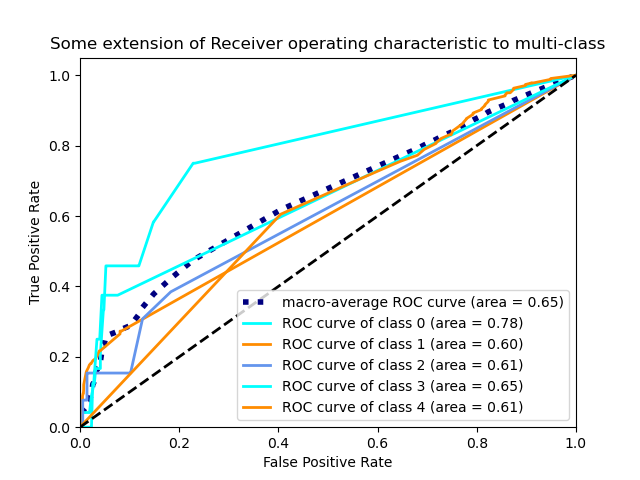 Some extension of Receiver operating characteristic to multi-class
1.0
0.8
0.6
0.4
0.2
0.0
True Positive Rate
macro-average ROC curve (area = 0.65)
ROC curve of class 0 (area = 0.78)
ROC curve of class 1 (area = 0.60)
ROC curve of class 2 (area = 0.61)
ROC curve of class 3 (area = 0.65)
ROC curve of class 4 (area = 0.61)
0.0 0.2 0.4 0.6 0.8 1.0
False Positive Rate